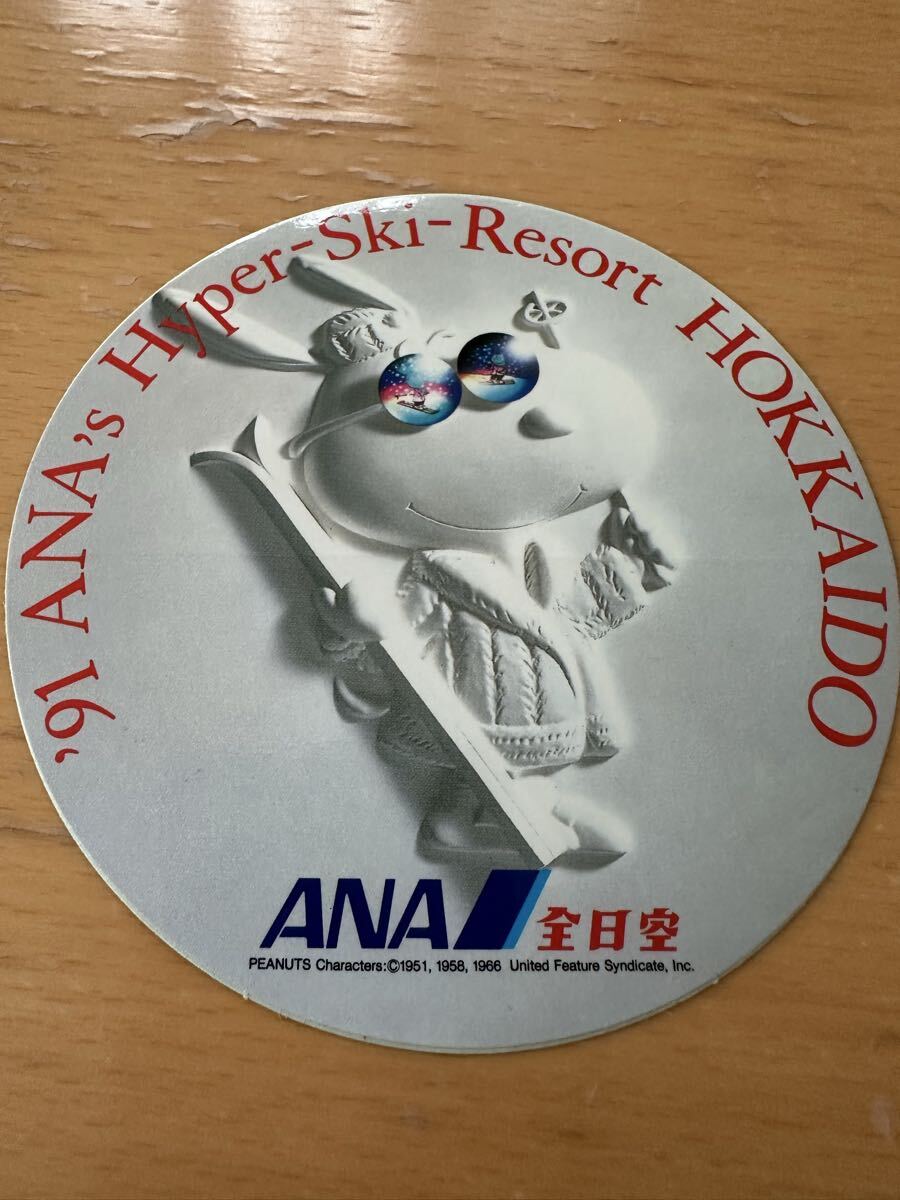 '91 ANA's Hyper-Ski-Resort HOKKAIDO
ANA 全日空
PEANUTS Characters:©1951, 1958, 1966 United Feature Syndicate, Inc.